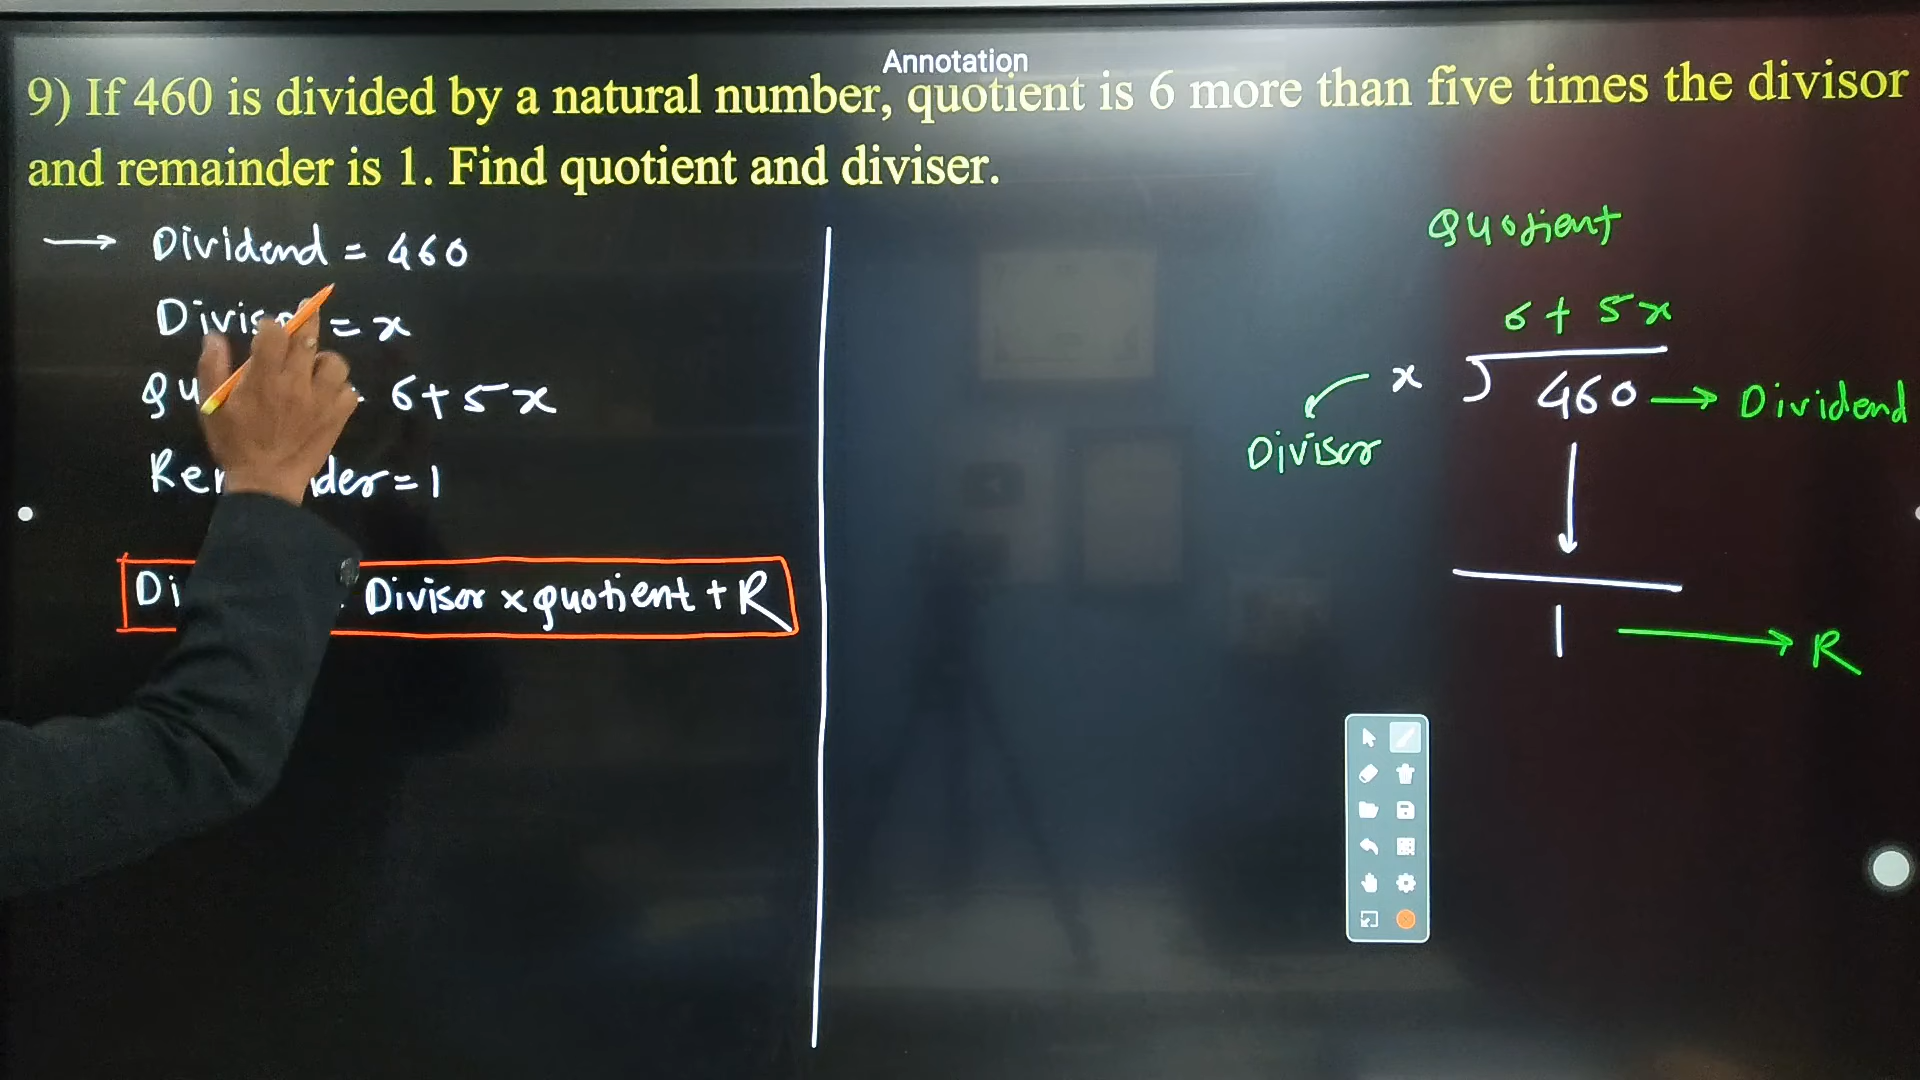 Annotation
9) If 460 is divided by a natural number, quotient is 6 more than five times the divisor
and remainder is 1. Find quotient and diviser.
→ Dividend = 460
= x
6+5x
= 1
Divisor x quotient + R
Quotient
6 + 5x
x ) 460 → Dividend
Divisor
1 → R